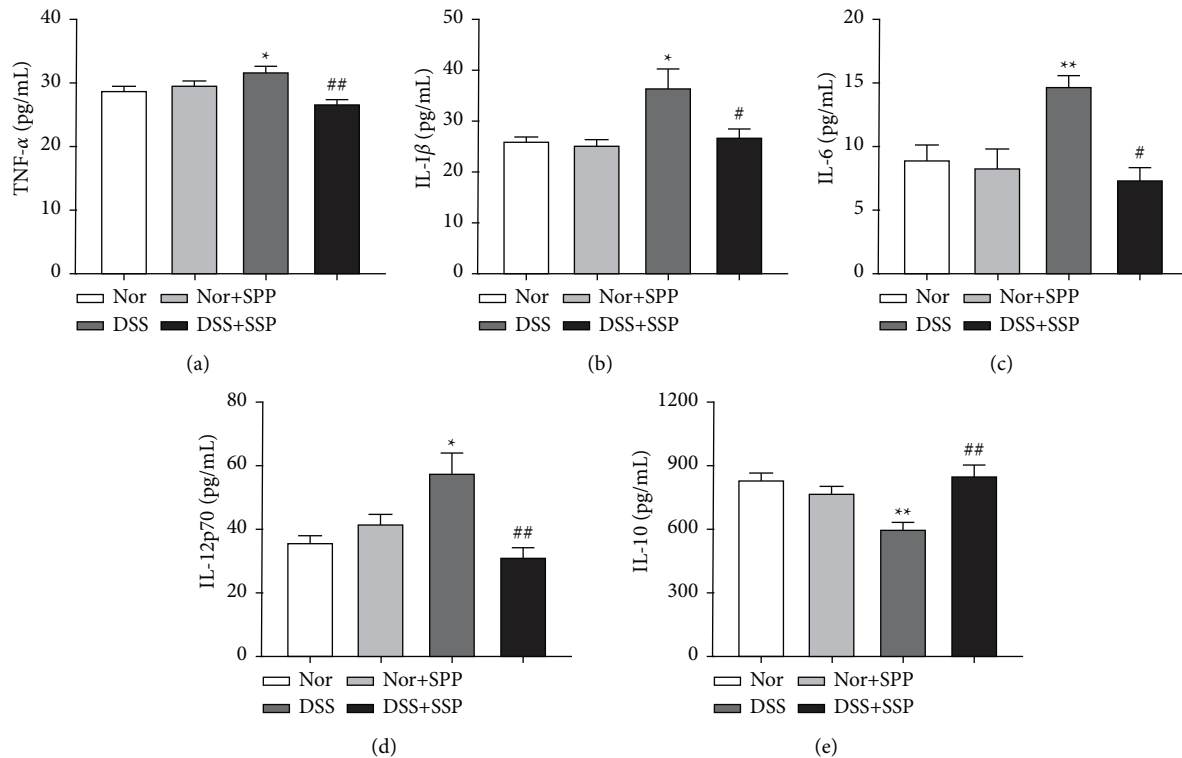 TNF-α (pg/mL)
40
30
20
10
0
*
##
Nor Nor+SPP
DSS DSS+SSP
(a)
IL-Iβ (pg/mL)
50
40
30
20
10
0
*
#
Nor Nor+SPP
DSS DSS+SSP
(b)
IL-6 (pg/mL)
20
15
10
5
0
**
#
Nor Nor+SPP
DSS DSS+SSP
(c)
IL-12p70 (pg/mL)
80
60
40
20
0
*
##
Nor Nor+SPP
DSS DSS+SSP
(d)
IL-10 (pg/mL)
1200
900
600
300
0
**
##
Nor Nor+SPP
DSS DSS+SSP
(e)